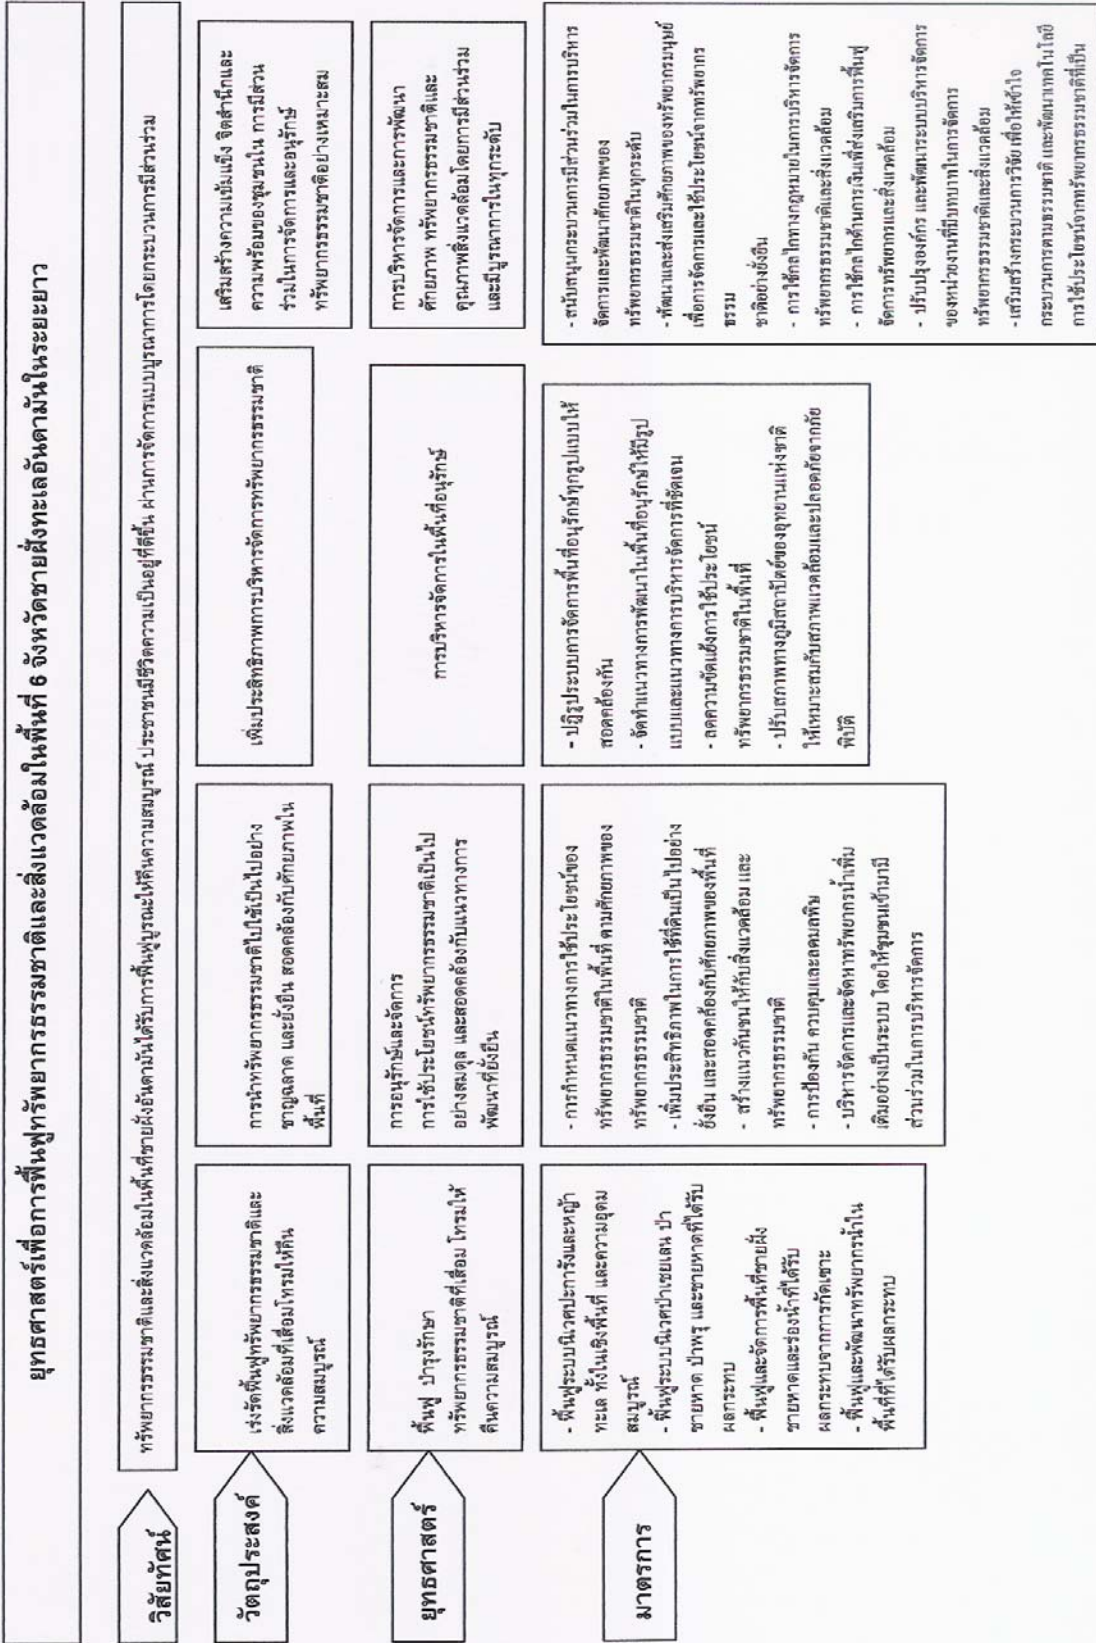 ยุทธศาสตร์เพื่อการฟื้นฟูทรัพยากรธรรมชาติและสิ่งแวดล้อมในพื้นที่ 6 จังหวัดชายฝั่งทะเลอันดามันในระยะยาว
วิสัยทัศน์
ทรัพยากรธรรมชาติและสิ่งแวดล้อมในพื้นที่ชายฝั่งอันดามันได้รับการฟื้นฟูบูรณะให้คืนความสมบูรณ์ ประชาชนมีชีวิตความเป็นอยู่ที่ดีขึ้น ผ่านการจัดการแบบบูรณาการโดยกระบวนการมีส่วนร่วม
วัตถุประสงค์
เร่งรัดฟื้นฟูทรัพยากรธรรมชาติและ
สิ่งแวดล้อมที่เสื่อมโทรมให้คืน
ความสมบูรณ์
การนำทรัพยากรธรรมชาติไปใช้เป็นไปอย่าง
ชาญฉลาด และยั่งยืน สอดคล้องกับศักยภาพใน
พื้นที่
เพิ่มประสิทธิภาพการบริหารจัดการทรัพยากรธรรมชาติ
เสริมสร้างความเข้มแข็ง จิตสำนึกและ
ความพร้อมของชุมชนใน การมีส่วน
ร่วมในการจัดการและอนุรักษ์
ทรัพยากรธรรมชาติอย่างเหมาะสม
ยุทธศาสตร์
ฟื้นฟู บำรุงรักษา
ทรัพยากรธรรมชาติที่เสื่อม โทรมให้
คืนความสมบูรณ์
การอนุรักษ์และจัดการ
การใช้ประโยชน์ทรัพยากรธรรมชาติเป็นไป
อย่างสมดุล และสอดคล้องกับแนวทางการ
พัฒนาที่ยั่งยืน
การบริหารจัดการในพื้นที่อนุรักษ์
การบริหารจัดการและการพัฒนา
ศักยภาพ ทรัพยากรธรรมชาติและ
คุณภาพสิ่งแวดล้อมโดยการมีส่วนร่วม
และมีบูรณาการในทุกระดับ
มาตรการ
- ฟื้นฟูระบบนิเวศปะการังและหญ้า
ทะเล ทั้งในเชิงพื้นที่ และความอุดม
สมบูรณ์
- ฟื้นฟูระบบนิเวศป่าเชยเลน ป่า
ชายหาด ป่าพรุ และชายหาดที่ได้รับ
ผลกระทบ
- ฟื้นฟูและจัดการพื้นที่ชายฝั่ง
ชายหาดและร่องน้ำที่ได้รับ
ผลกระทบจากการกัดเซาะ
- ฟื้นฟูและพัฒนาทรัพยากรน้ำใน
พื้นที่ที่ได้รับผลกระทบ
- การกำหนดแนวทางการใช้ประโยชน์ของ
ทรัพยากรธรรมชาติในพื้นที่ ตามศักยภาพของ
ทรัพยากรธรรมชาติ
- เพิ่มประสิทธิภาพในการใช้ที่ดินเป็นไปอย่าง
ยั่งยืน และสอดคล้องกับศักยภาพของพื้นที่
- สร้างแนวกันชนให้กับสิ่งแวดล้อม และ
ทรัพยากรธรรมชาติ
- การป้องกัน ควบคุมและลดมลพิษ
- บริหารจัดการและจัดหาทรัพยากรน้ำเพิ่ม
เติมอย่างเป็นระบบ โดยให้ชุมชนเข้ามามี
ส่วนร่วมในการบริหารจัดการ
- ปฏิรูประบบการจัดการพื้นที่อนุรักษ์ทุกรูปแบบให้
สอดคล้องกัน
- จัดทำแนวทางการพัฒนาในพื้นที่อนุรักษ์ให้มีรูป
แบบและแนวทางการบริหารจัดการที่ชัดเจน
- ลดความขัดแย้งการใช้ประโยชน์
ทรัพยากรธรรมชาติในพื้นที่
- ปรับสภาพทางภูมิสถาปัตย์ของอุทยานแห่งชาติ
ให้เหมาะสมกับสภาพแวดล้อมและปลอดภัยจากภัย
พิบัติ
- สนับสนุนกระบวนการมีส่วนร่วมในการบริหาร
จัดการและพัฒนาศักยภาพของ
ทรัพยากรธรรมชาติในทุกระดับ
- พัฒนาและส่งเสริมศักยภาพของทรัพยากรมนุษย์
เพื่อการจัดการและใช้ประโยชน์จากทรัพยากร
ธรรม
ชาติอย่างยั่งยืน
- การใช้กลไกทางกฎหมายในการบริหารจัดการ
ทรัพยากรธรรมชาติและสิ่งแวดล้อม
- การใช้กลไกด้านการเงินเพื่อส่งเสริมการฟื้นฟู
จัดการทรัพยากรและสิ่งแวดล้อม
- ปรับปรุงองค์กร และพัฒนาระบบบริหารจัดการ
ของหน่วยงานที่มีบทบาทในการจัดการ
ทรัพยากรธรรมชาติและสิ่งแวดล้อม
- เสริมสร้างกระบวนการวิจัย เพื่อให้เข้าใจ
กระบวนการตามธรรมชาติ และพัฒนาเทคโนโลยี
การใช้ประโยชน์จากทรัพยากรธรรมชาติที่เป็น